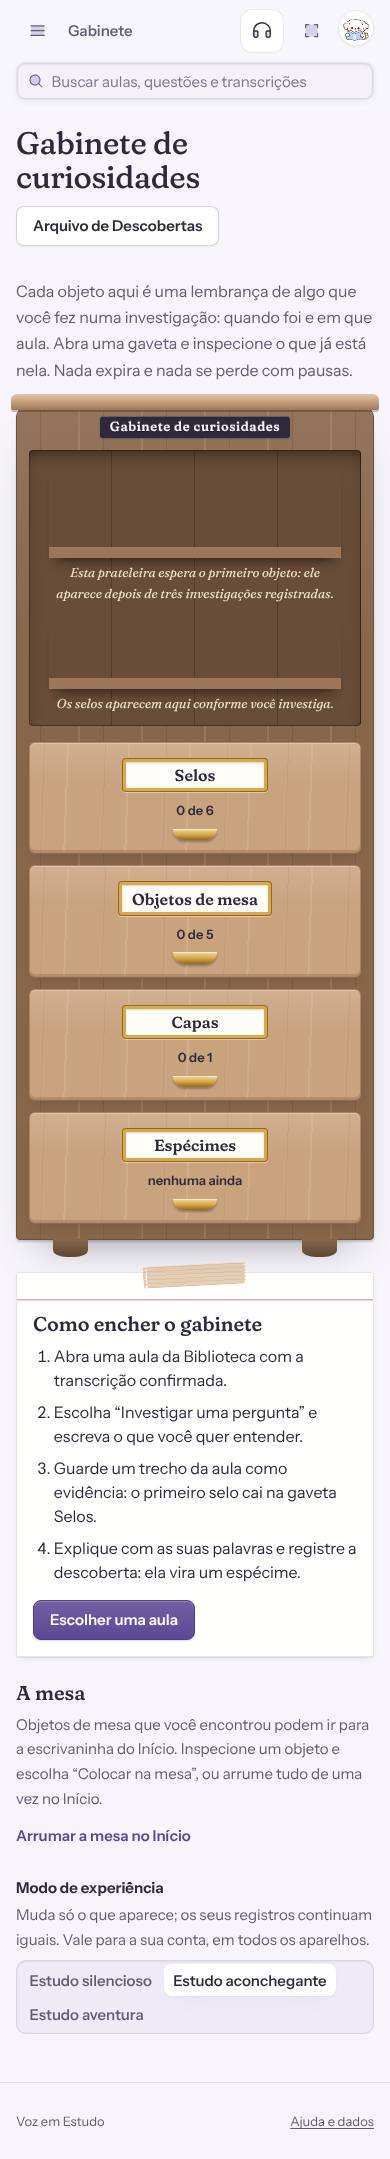 Gabinete
Buscar aulas, questões e transcrições
Gabinete de
curiosidades
Arquivo de Descobertas
Cada objeto aqui é uma lembrança de algo que
você fez numa investigação: quando foi e em que
aula. Abra uma gaveta e inspecione o que já está
nela. Nada expira e nada se perde com pausas.
Gabinete de curiosidades
Esta prateleira espera o primeiro objeto: ele
aparece depois de três investigações registradas.
Os selos aparecem aqui conforme você investiga.
Selos
0 de 6
Objetos de mesa
0 de 5
Capas
0 de 1
Espécimes
nenhuma ainda
Como encher o gabinete
1. Abra uma aula da Biblioteca com a
transcrição confirmada.
2. Escolha “Investigar uma pergunta” e
escreva o que você quer entender.
3. Guarde um trecho da aula como
evidência: o primeiro selo cai na gaveta
Selos.
4. Explique com as suas palavras e registre a
descoberta: ela vira um espécime.
Escolher uma aula
A mesa
Objetos de mesa que você encontrou podem ir para
a escrivaninha do Início. Inspecione um objeto e
escolha “Colocar na mesa”, ou arrume tudo de uma
vez no Início.
Arrumar a mesa no Início
Modo de experiência
Muda só o que aparece; os seus registros continuam
iguais. Vale para a sua conta, em todos os aparelhos.
Estudo silencioso Estudo aconchegante
Estudo aventura
Voz em Estudo Ajuda e dados